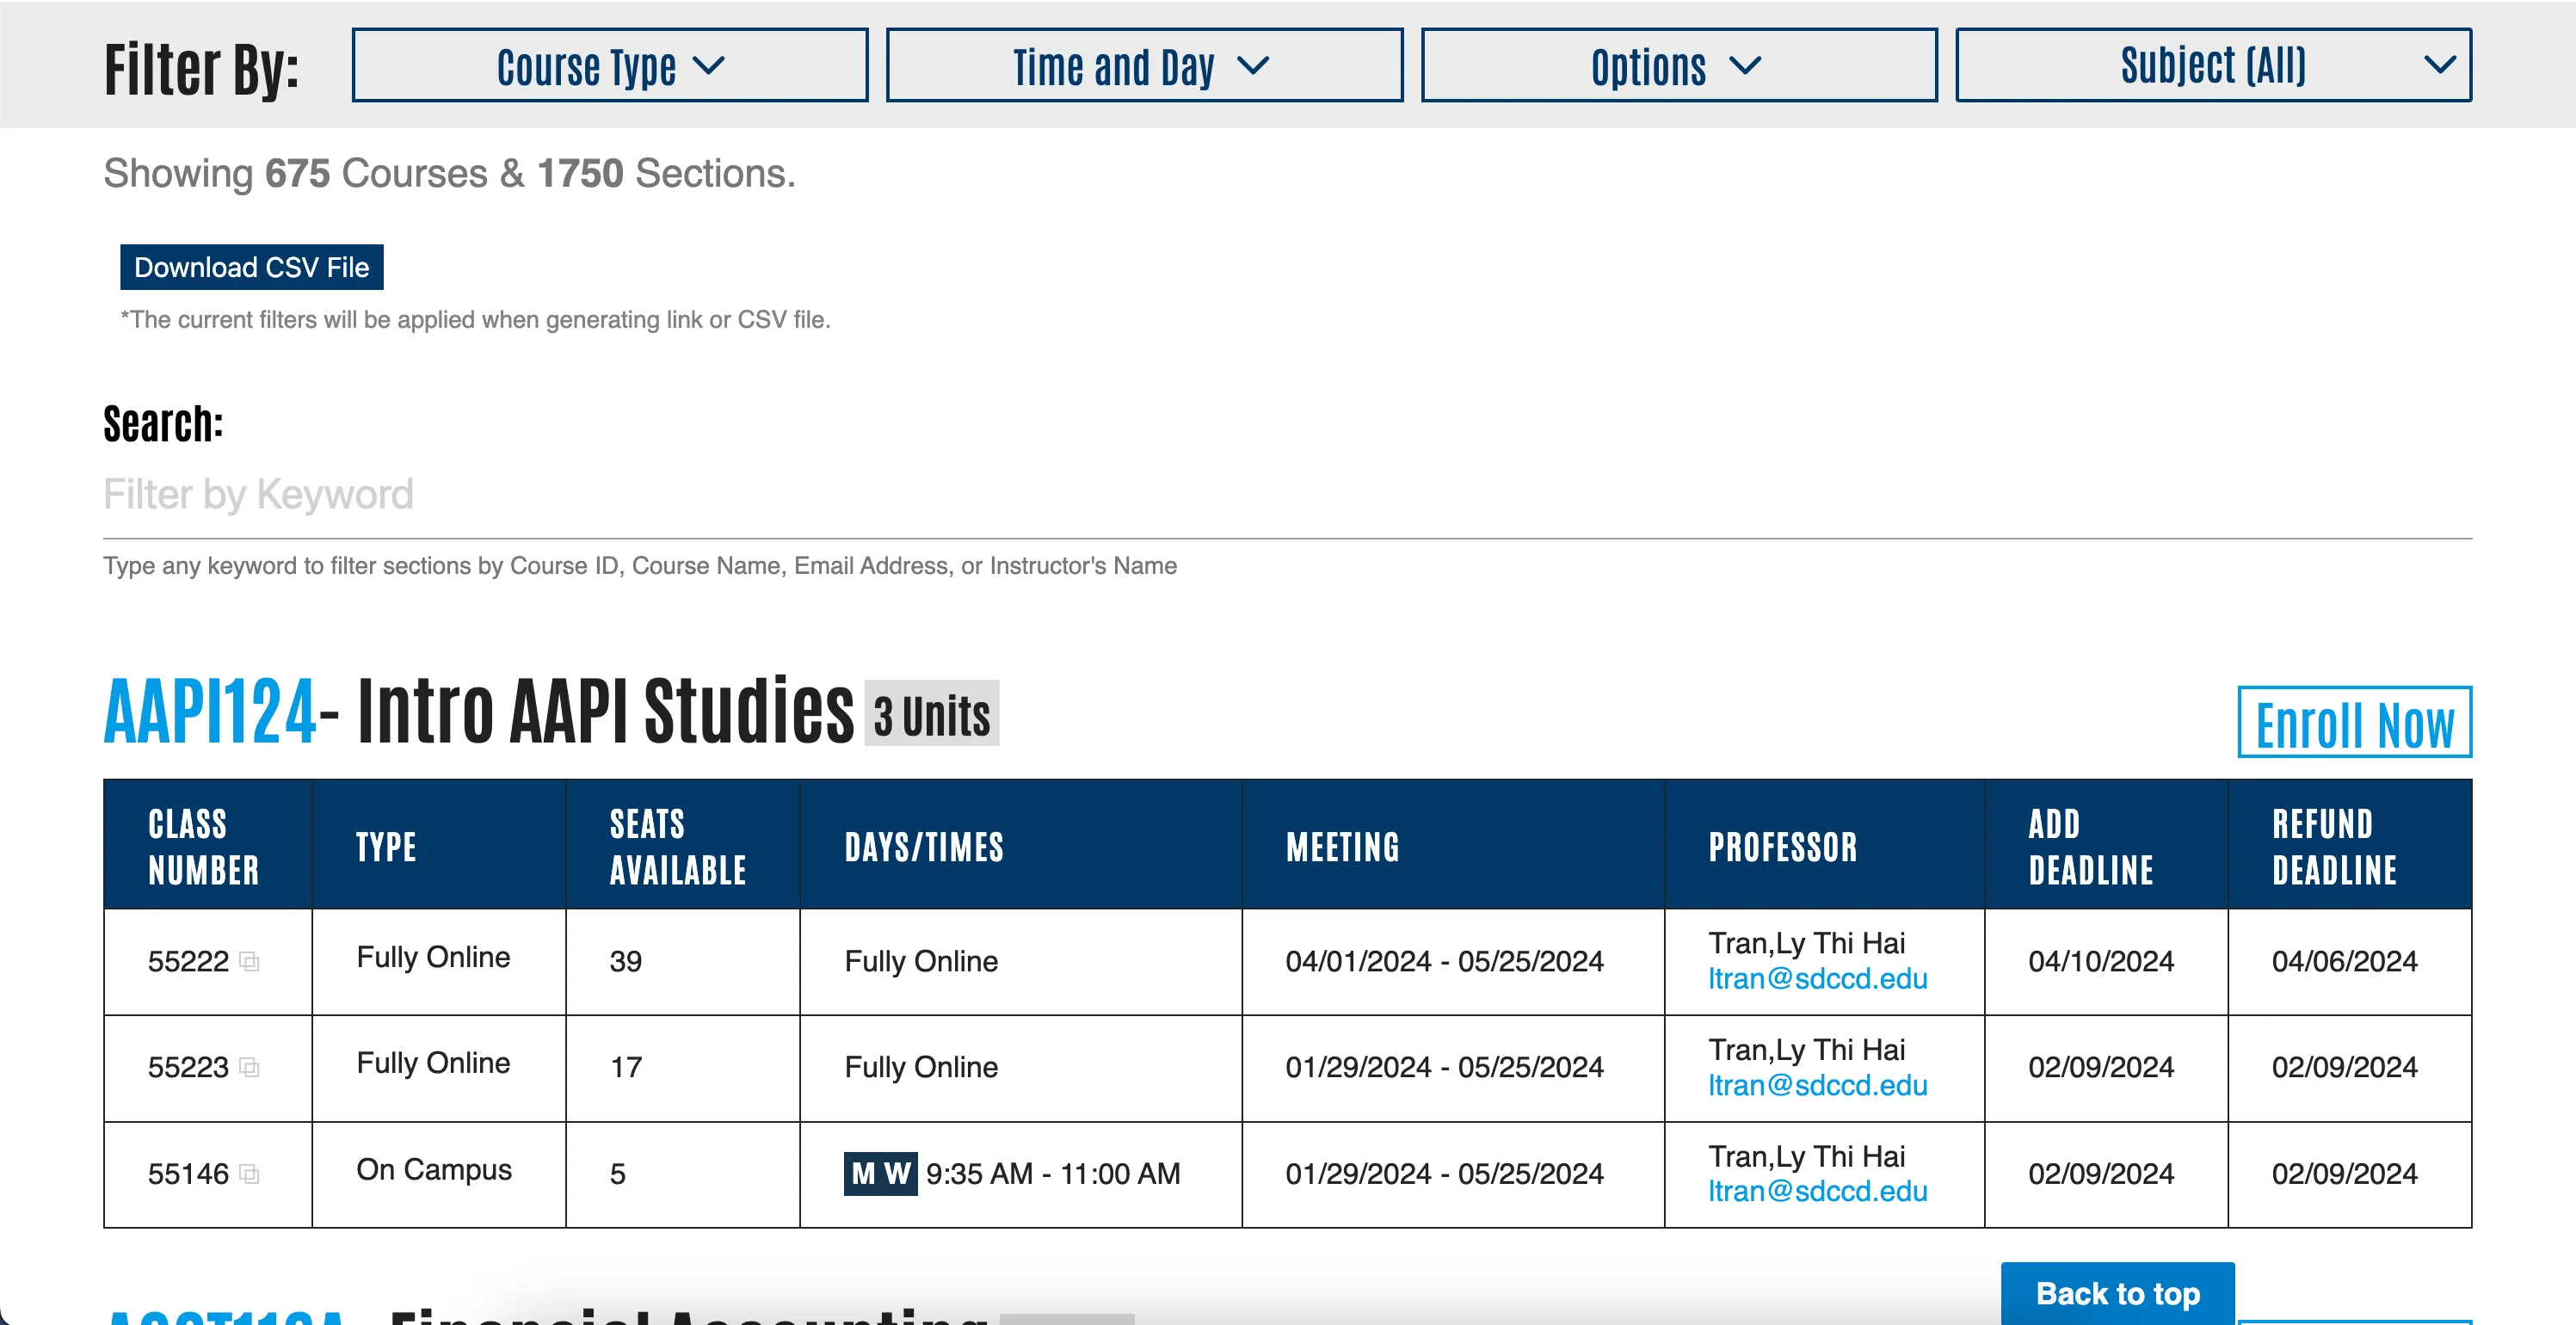 Filter By: Course Type Time and Day Options Subject (All)
Showing 675 Courses & 1750 Sections.
Download CSV File
*The current filters will be applied when generating link or CSV file.
Search:
Filter by Keyword
Type any keyword to filter sections by Course ID, Course Name, Email Address, or Instructor's Name
AAPI124- Intro AAPI Studies 3 Units Enroll Now
CLASS NUMBER TYPE SEATS AVAILABLE DAYS/TIMES MEETING PROFESSOR ADD DEADLINE REFUND DEADLINE
55222 Fully Online 39 Fully Online 04/01/2024 - 05/25/2024 Tran,Ly Thi Hai ltran@sdccd.edu 04/10/2024 04/06/2024
55223 Fully Online 17 Fully Online 01/29/2024 - 05/25/2024 Tran,Ly Thi Hai ltran@sdccd.edu 02/09/2024 02/09/2024
55146 On Campus 5 M W 9:35 AM - 11:00 AM 01/29/2024 - 05/25/2024 Tran,Ly Thi Hai ltran@sdccd.edu 02/09/2024 02/09/2024
Back to top
Financial Accounting